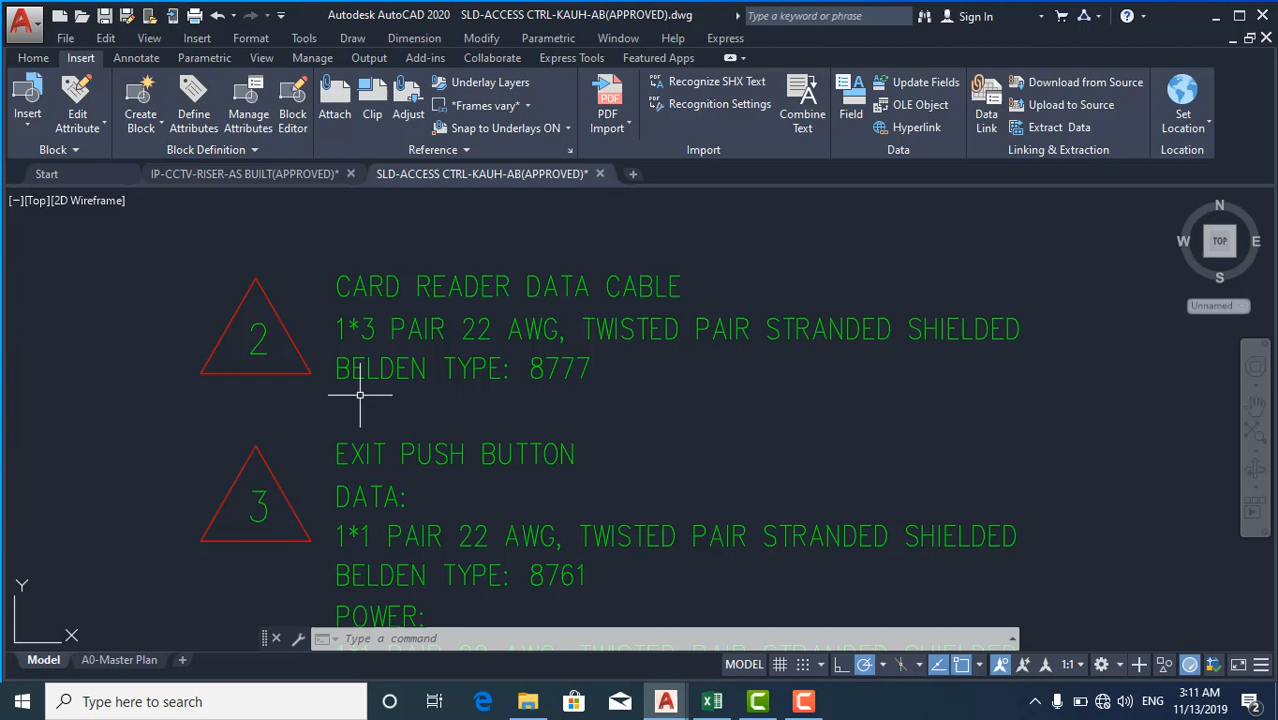 Autodesk AutoCAD 2020 SLD-ACCESS CTRL-KAUH-AB(APPROVED).dwg Type a keyword or phrase Sign In
File Edit View Insert Format Tools Draw Dimension Modify Parametric Window Help Express
Home Insert Annotate Parametric View Manage Output Add-ins Collaborate Express Tools Featured Apps
Insert
Edit
Attribute
Create
Block
Define
Attributes
Manage
Attributes
Block
Editor
Attach
Clip
Adjust
Underlay Layers
*Frames vary*
Snap to Underlays ON
PDF
Import
Recognize SHX Text
Recognition Settings
Combine
Text
Field
Update Fields
OLE Object
Hyperlink
Data
Link
Download from Source
Upload to Source
Extract Data
Set
Location
Block Block Definition Reference Import Data Linking & Extraction Location
Start IP-CCTV-RISER-AS BUILT(APPROVED)* SLD-ACCESS CTRL-KAUH-AB(APPROVED)*
[−][Top][2D Wireframe]
N
W TOP E
S
Unnamed
2
CARD READER DATA CABLE
1*3 PAIR 22 AWG, TWISTED PAIR STRANDED SHIELDED
BELDEN TYPE: 8777
3
EXIT PUSH BUTTON
DATA:
1*1 PAIR 22 AWG, TWISTED PAIR STRANDED SHIELDED
BELDEN TYPE: 8761
POWER:
Y
X
Type a command
Model A0-Master Plan MODEL 1:1
Type here to search
ENG
3:11 AM
11/13/2019
2